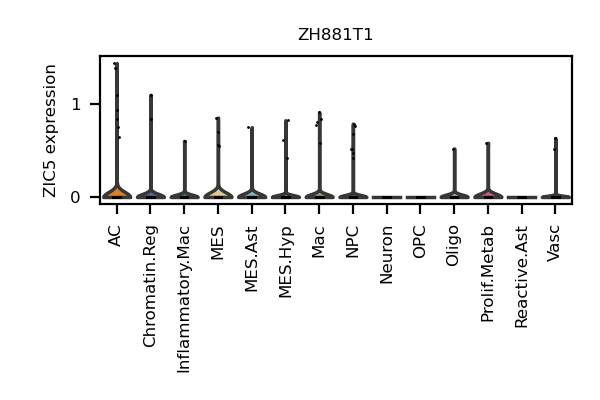 ZH881T1
ZIC5 expression
1
0
AC
Chromatin.Reg
Inflammatory.Mac
MES
MES.Ast
MES.Hyp
Mac
NPC
Neuron
OPC
Oligo
Prolif.Metab
Reactive.Ast
Vasc